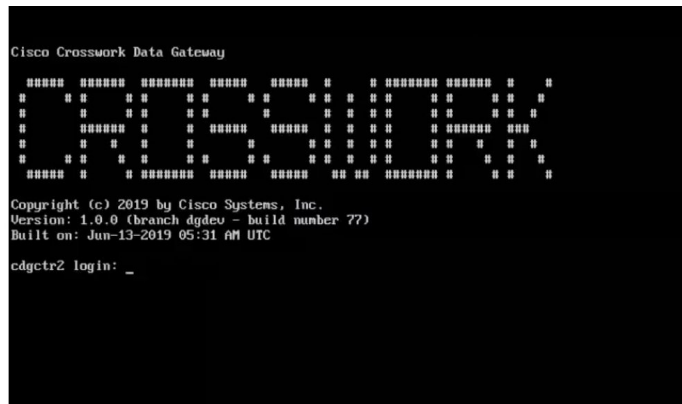 Cisco Crosswork Data Gateway
CROSSWORK
Copyright (c) 2019 by Cisco Systems, Inc.
Version: 1.0.0 (branch dgdev - build number 77)
Built on: Jun-13-2019 05:31 AM UTC
cdgctr2 login: _